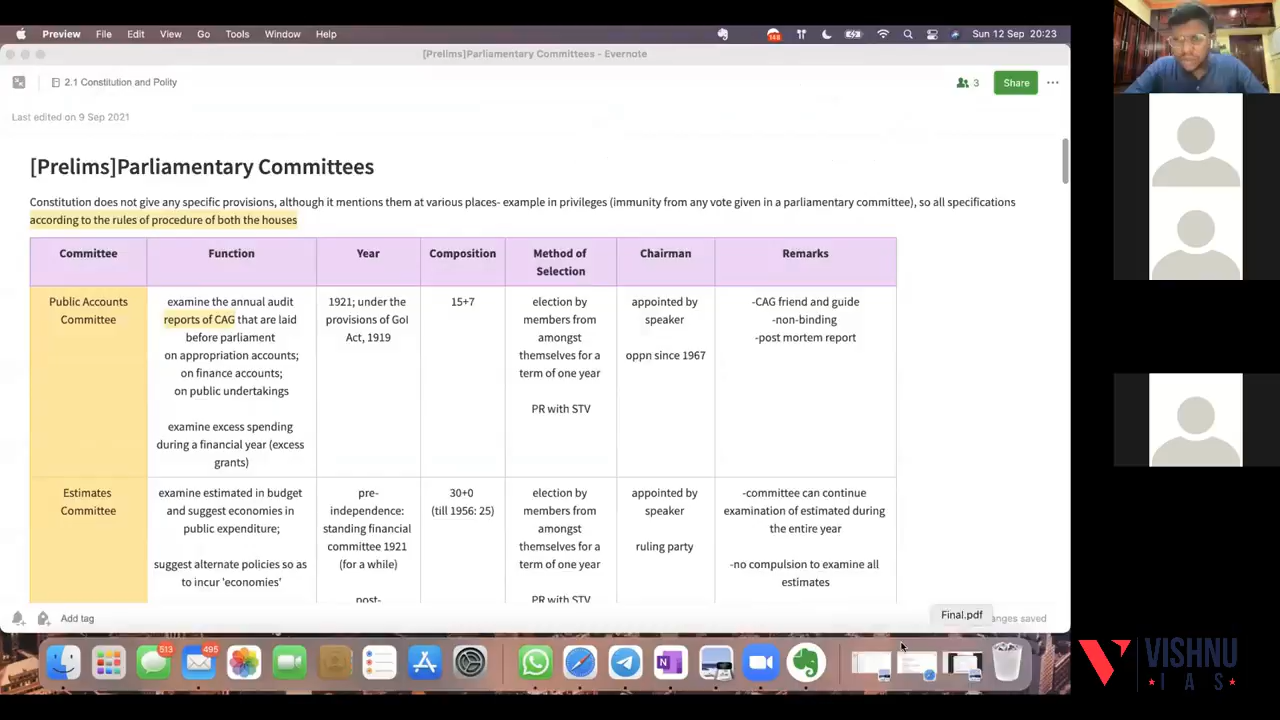 Preview File Edit View Go Tools Window Help Sun 12 Sep 20:23
[Prelims]Parliamentary Committees - Evernote
2.1 Constitution and Polity 3 Share
Last edited on 9 Sep 2021
[Prelims]Parliamentary Committees
Constitution does not give any specific provisions, although it mentions them at various places- example in privileges (immunity from any vote given in a parliamentary committee), so all specifications
according to the rules of procedure of both the houses
Committee Function Year Composition Method of Selection Chairman Remarks
Public Accounts
Committee
examine the annual audit
reports of CAG that are laid
before parliament
on appropriation accounts;
on finance accounts;
on public undertakings
examine excess spending
during a financial year (excess
grants)
1921; under the
provisions of GoI
Act, 1919
15+7
election by
members from
amongst
themselves for a
term of one year
PR with STV
appointed by
speaker
oppn since 1967
-CAG friend and guide
-non-binding
-post mortem report
Estimates
Committee
examine estimated in budget
and suggest economies in
public expenditure;
suggest alternate policies so as
to incur 'economies'
pre-
independence:
standing financial
committee 1921
(for a while)
post-
30+0
(till 1956: 25)
election by
members from
amongst
themselves for a
term of one year
PR with STV
appointed by
speaker
ruling party
-committee can continue
examination of estimated during
the entire year
-no compulsion to examine all
estimates
Add tag
Final.pdf
anges saved
513
495
VISHNU
IAS